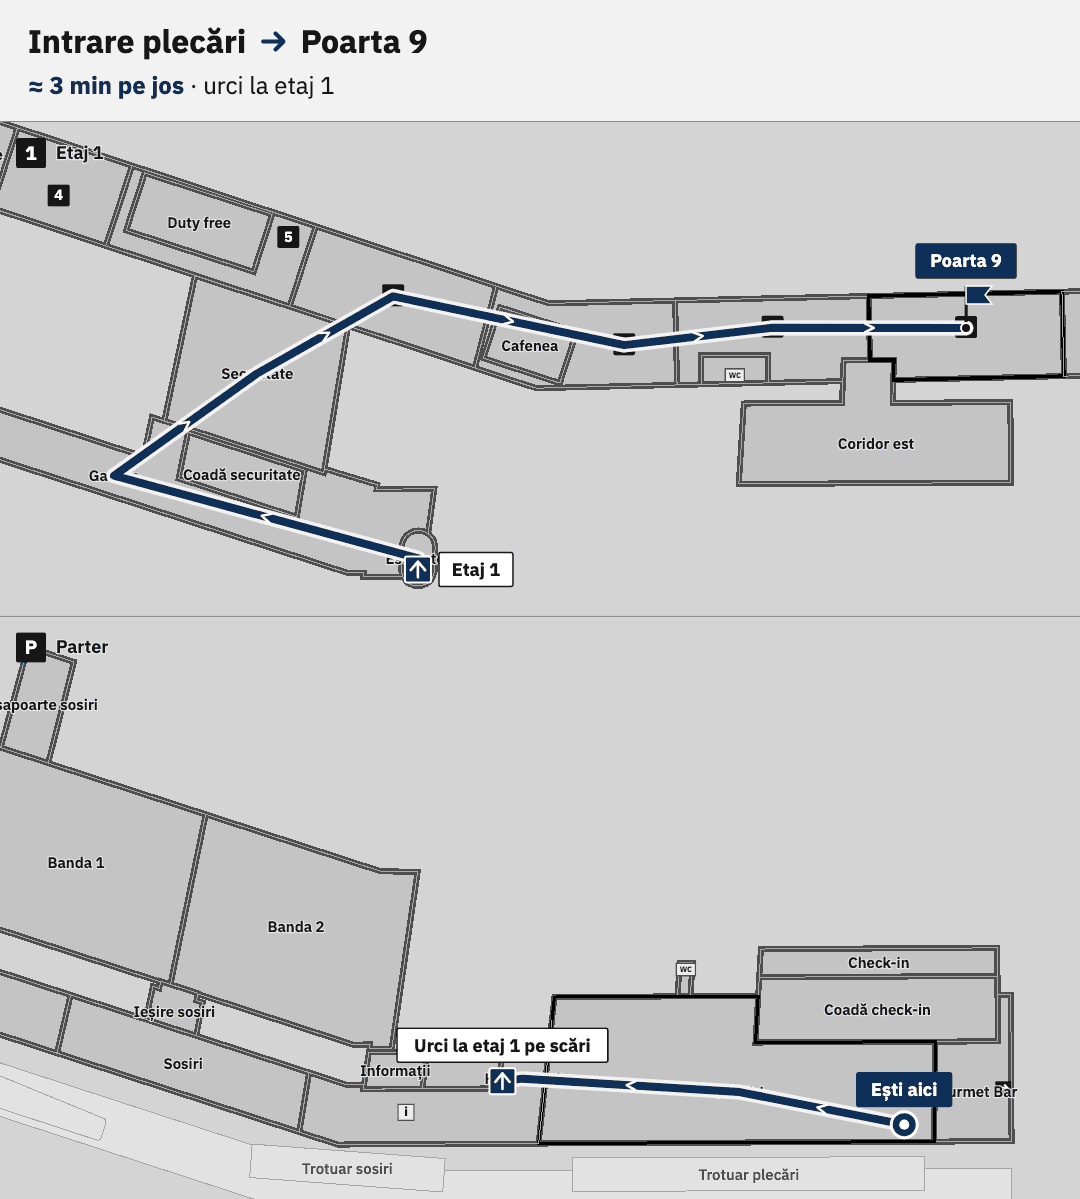 Intrare plecări → Poarta 9
≈ 3 min pe jos · urci la etaj 1
1 Etaj 1
4
Duty free
5
Poarta 9
Cafenea
WC
Coridor est
Coadă securitate
Etaj 1
P Parter
Banda 1
Banda 2
WC
Check-in
Coadă check-in
Ieșire sosiri
Urci la etaj 1 pe scări
Sosiri
Informații
Ești aici
Bar
i
Trotuar sosiri
Trotuar plecări